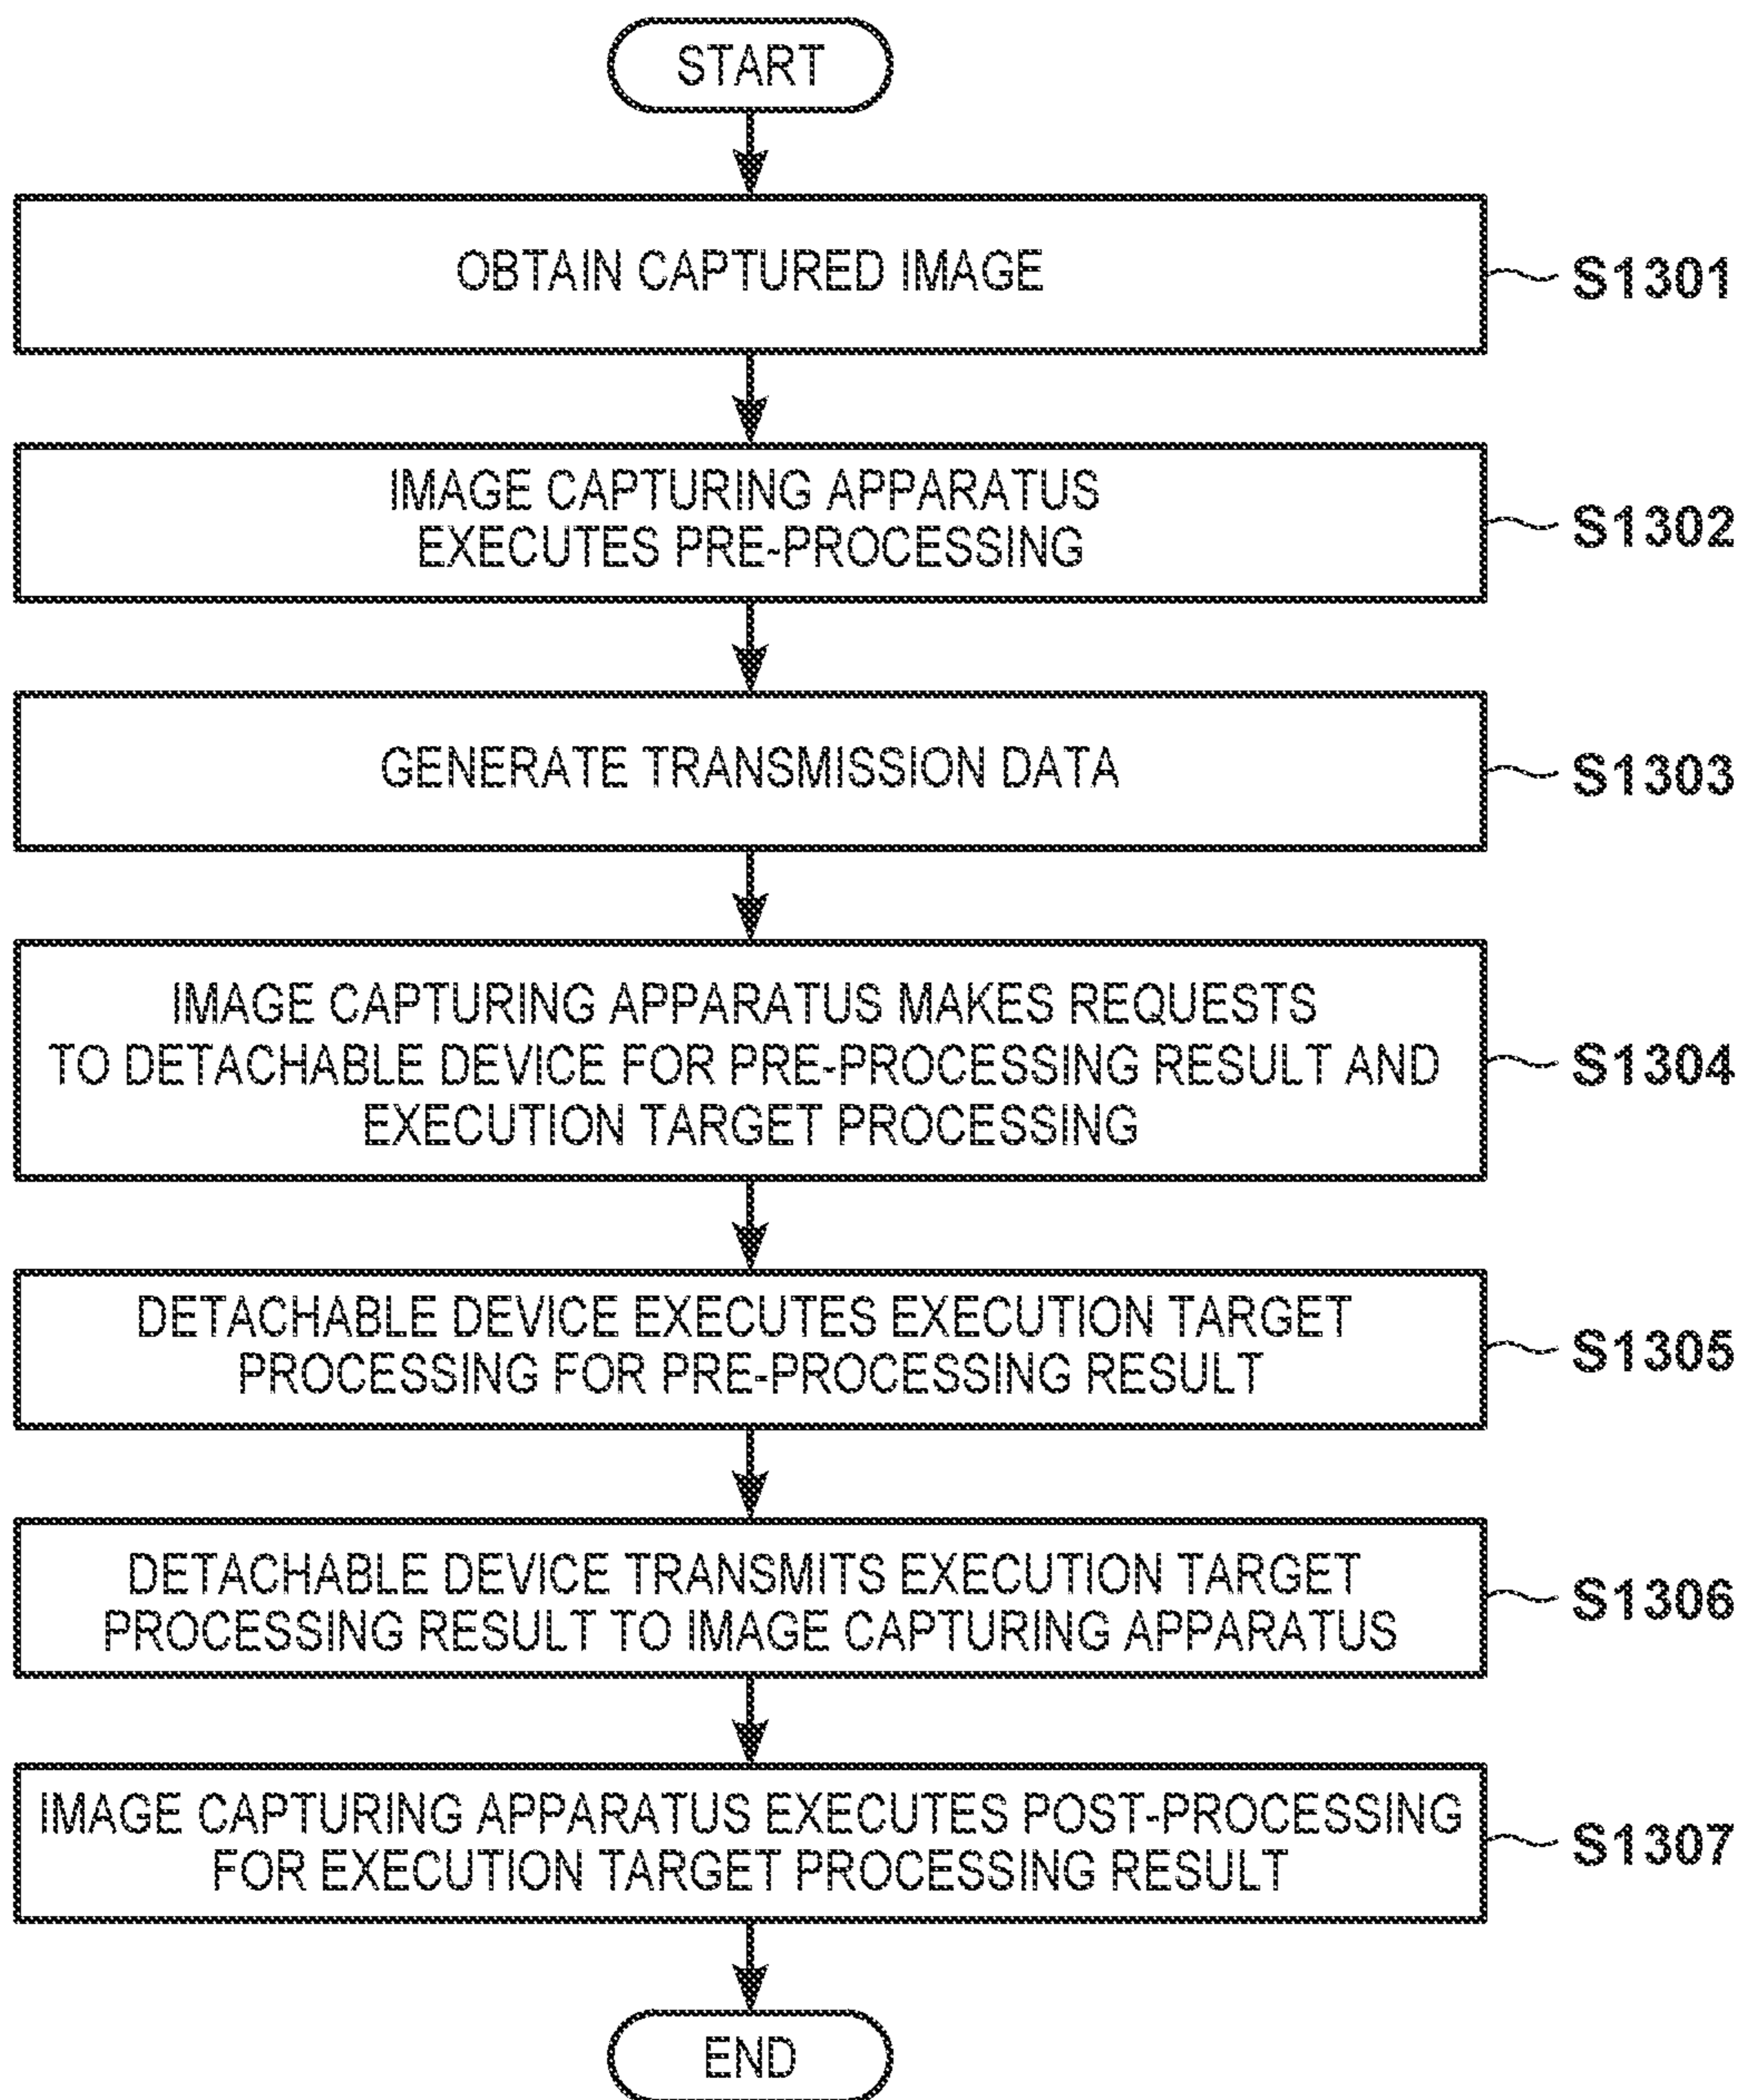 START
OBTAIN CAPTURED IMAGE
S1301
IMAGE CAPTURING APPARATUS
EXECUTES PRE-PROCESSING
S1302
GENERATE TRANSMISSION DATA
S1303
IMAGE CAPTURING APPARATUS MAKES REQUESTS
TO DETACHABLE DEVICE FOR PRE-PROCESSING RESULT AND
EXECUTION TARGET PROCESSING
S1304
DETACHABLE DEVICE EXECUTES EXECUTION TARGET
PROCESSING FOR PRE-PROCESSING RESULT
S1305
DETACHABLE DEVICE TRANSMITS EXECUTION TARGET
PROCESSING RESULT TO IMAGE CAPTURING APPARATUS
S1306
IMAGE CAPTURING APPARATUS EXECUTES POST-PROCESSING
FOR EXECUTION TARGET PROCESSING RESULT
S1307
END